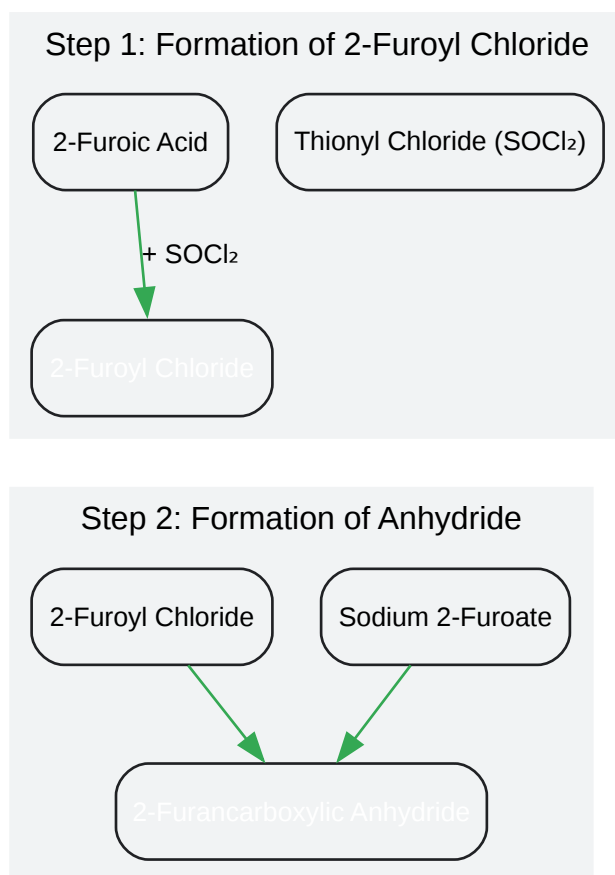 Step 1: Formation of 2-Furoyl Chloride
2-Furoic Acid
Thionyl Chloride (SOCl₂)
+ SOCl₂
2-Furoyl Chloride
Step 2: Formation of Anhydride
2-Furoyl Chloride
Sodium 2-Furoate
2-Furancarboxylic Anhydride